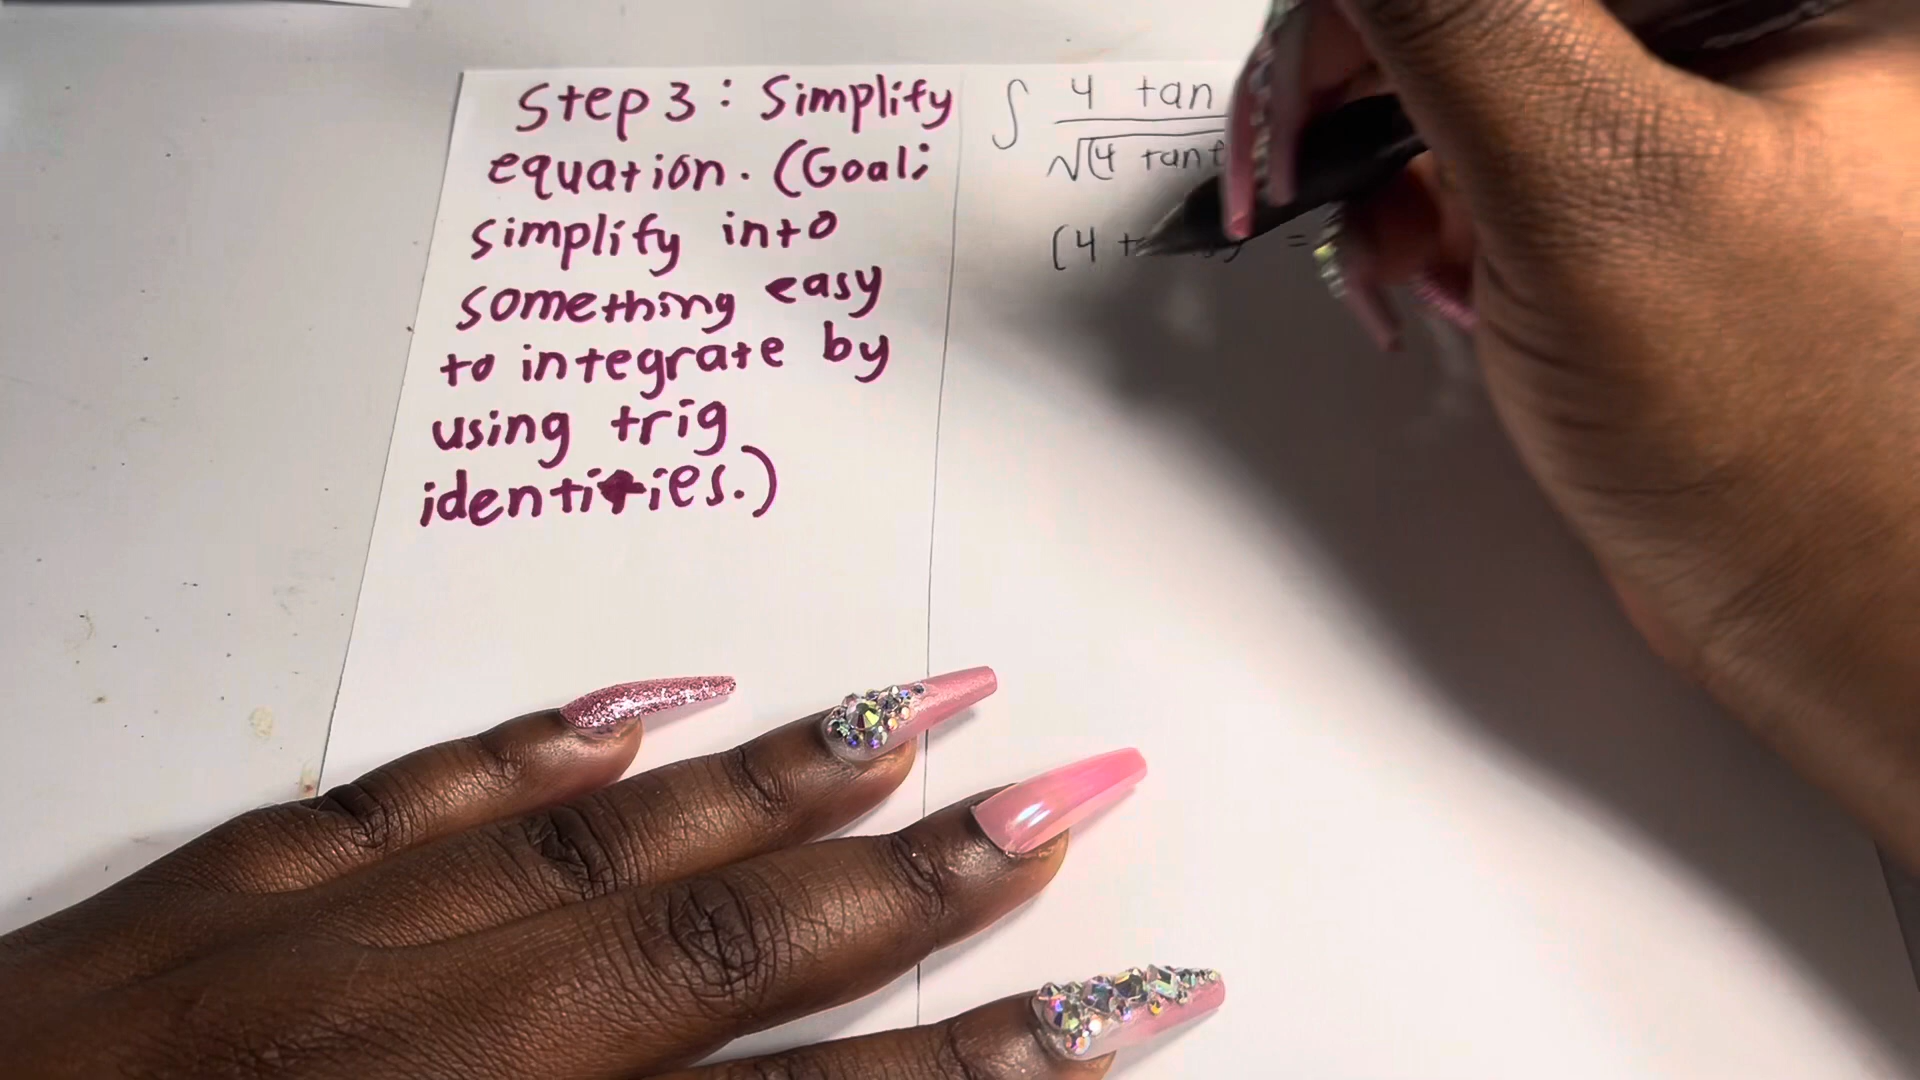 Step 3 : Simplify
equation. (Goal;
simplify into
something easy
to integrate by
using trig
identities.)
∫ 4 tan
√(4 tan
(4
=